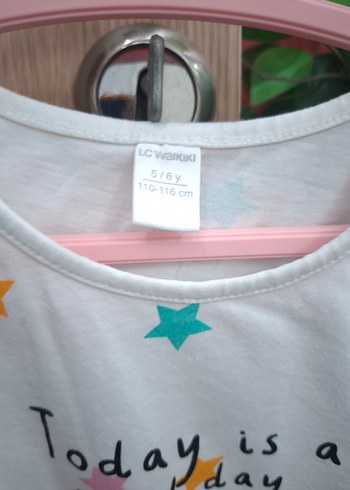 LC WAIKIKI
5 / 6 y
110-116 cm
Today is a
day